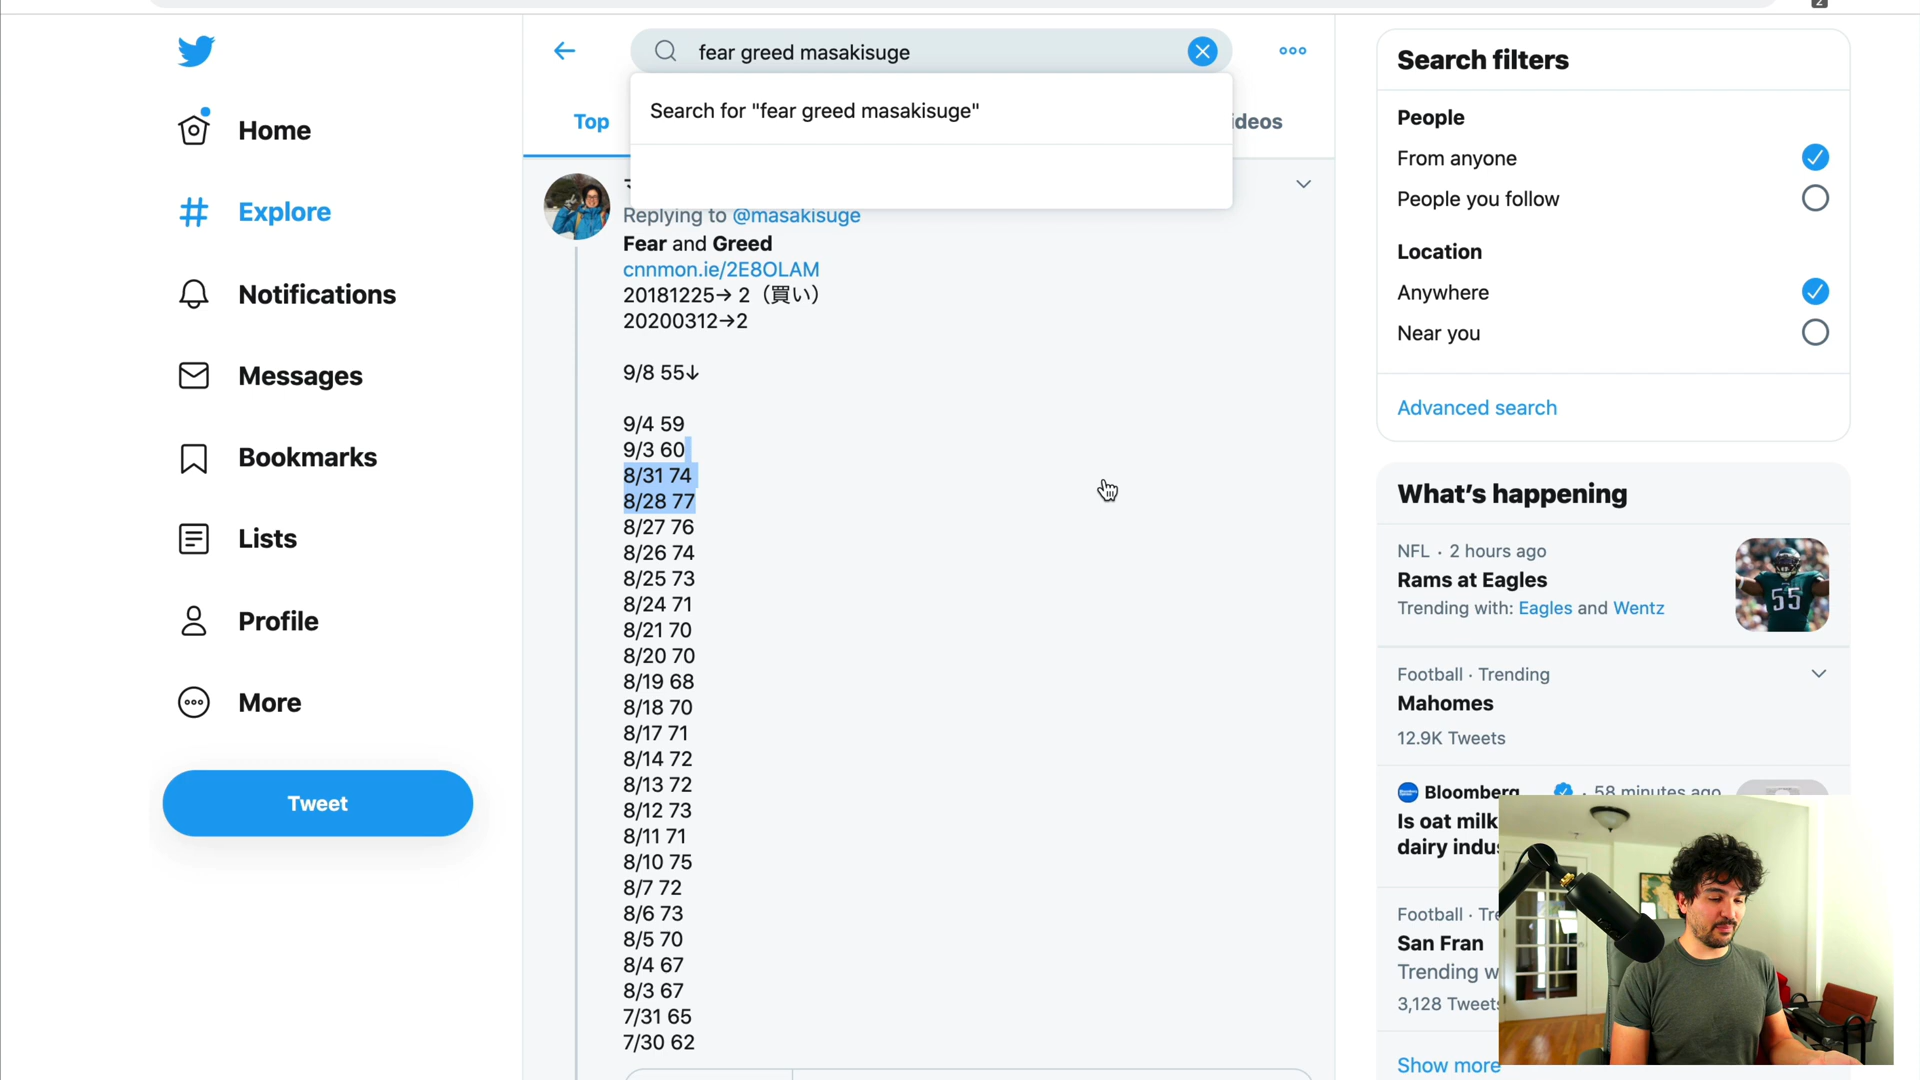 2
fear greed masakisuge
Search for "fear greed masakisuge"
Top
ideos
Home
Explore
Notifications
Messages
Bookmarks
Lists
Profile
More
Tweet
Replying to @masakisuge
Fear and Greed
cnnmon.ie/2E8OLAM
20181225→ 2（買い）
20200312→2
9/8 55↓
9/4 59
9/3 60
8/31 74
8/28 77
8/27 76
8/26 74
8/25 73
8/24 71
8/21 70
8/20 70
8/19 68
8/18 70
8/17 71
8/14 72
8/13 72
8/12 73
8/11 71
8/10 75
8/7 72
8/6 73
8/5 70
8/4 67
8/3 67
7/31 65
7/30 62
Search filters
People
From anyone
People you follow
Location
Anywhere
Near you
Advanced search
What's happening
NFL · 2 hours ago
Rams at Eagles
Trending with: Eagles and Wentz
55
Football · Trending
Mahomes
12.9K Tweets
Bloomberg · 58 minutes ago
Is oat milk
dairy indus
Football · Tre
San Fran
Trending w
3,128 Tweets
Show more